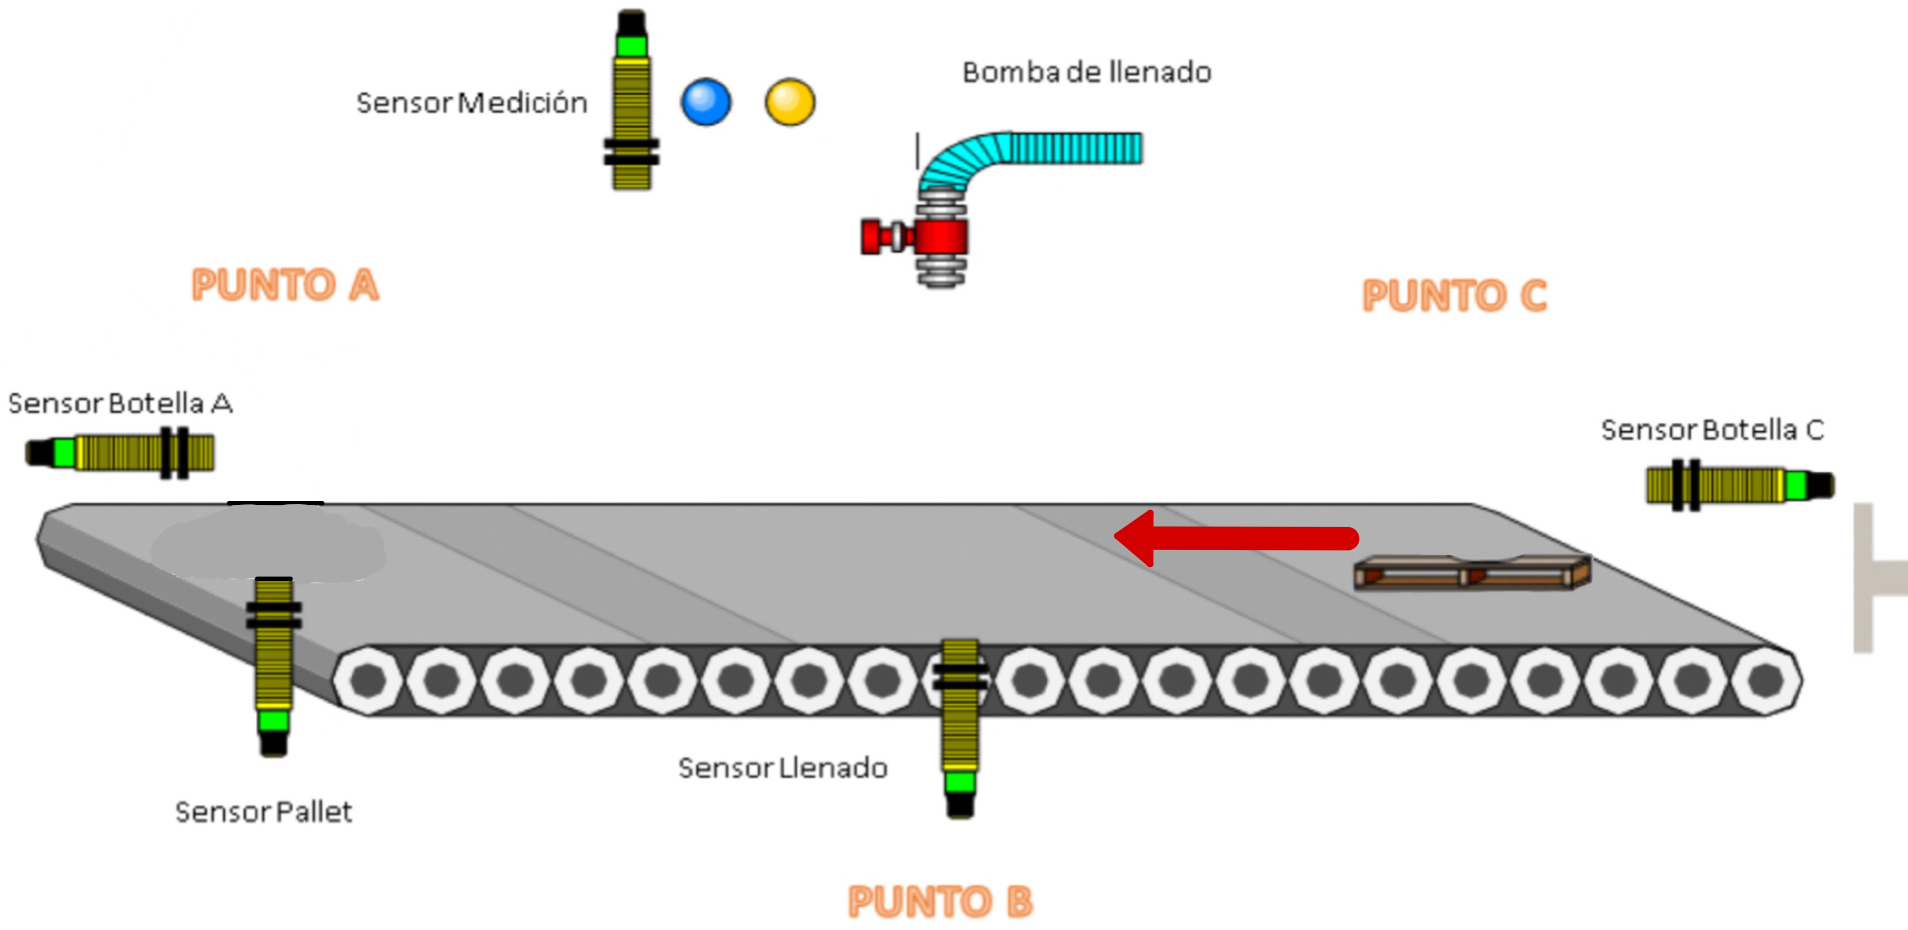 Bomba de llenado
Sensor Medición
PUNTO A
PUNTO C
Sensor Botella A
Sensor Botella C
Sensor Llenado
Sensor Pallet
PUNTO B